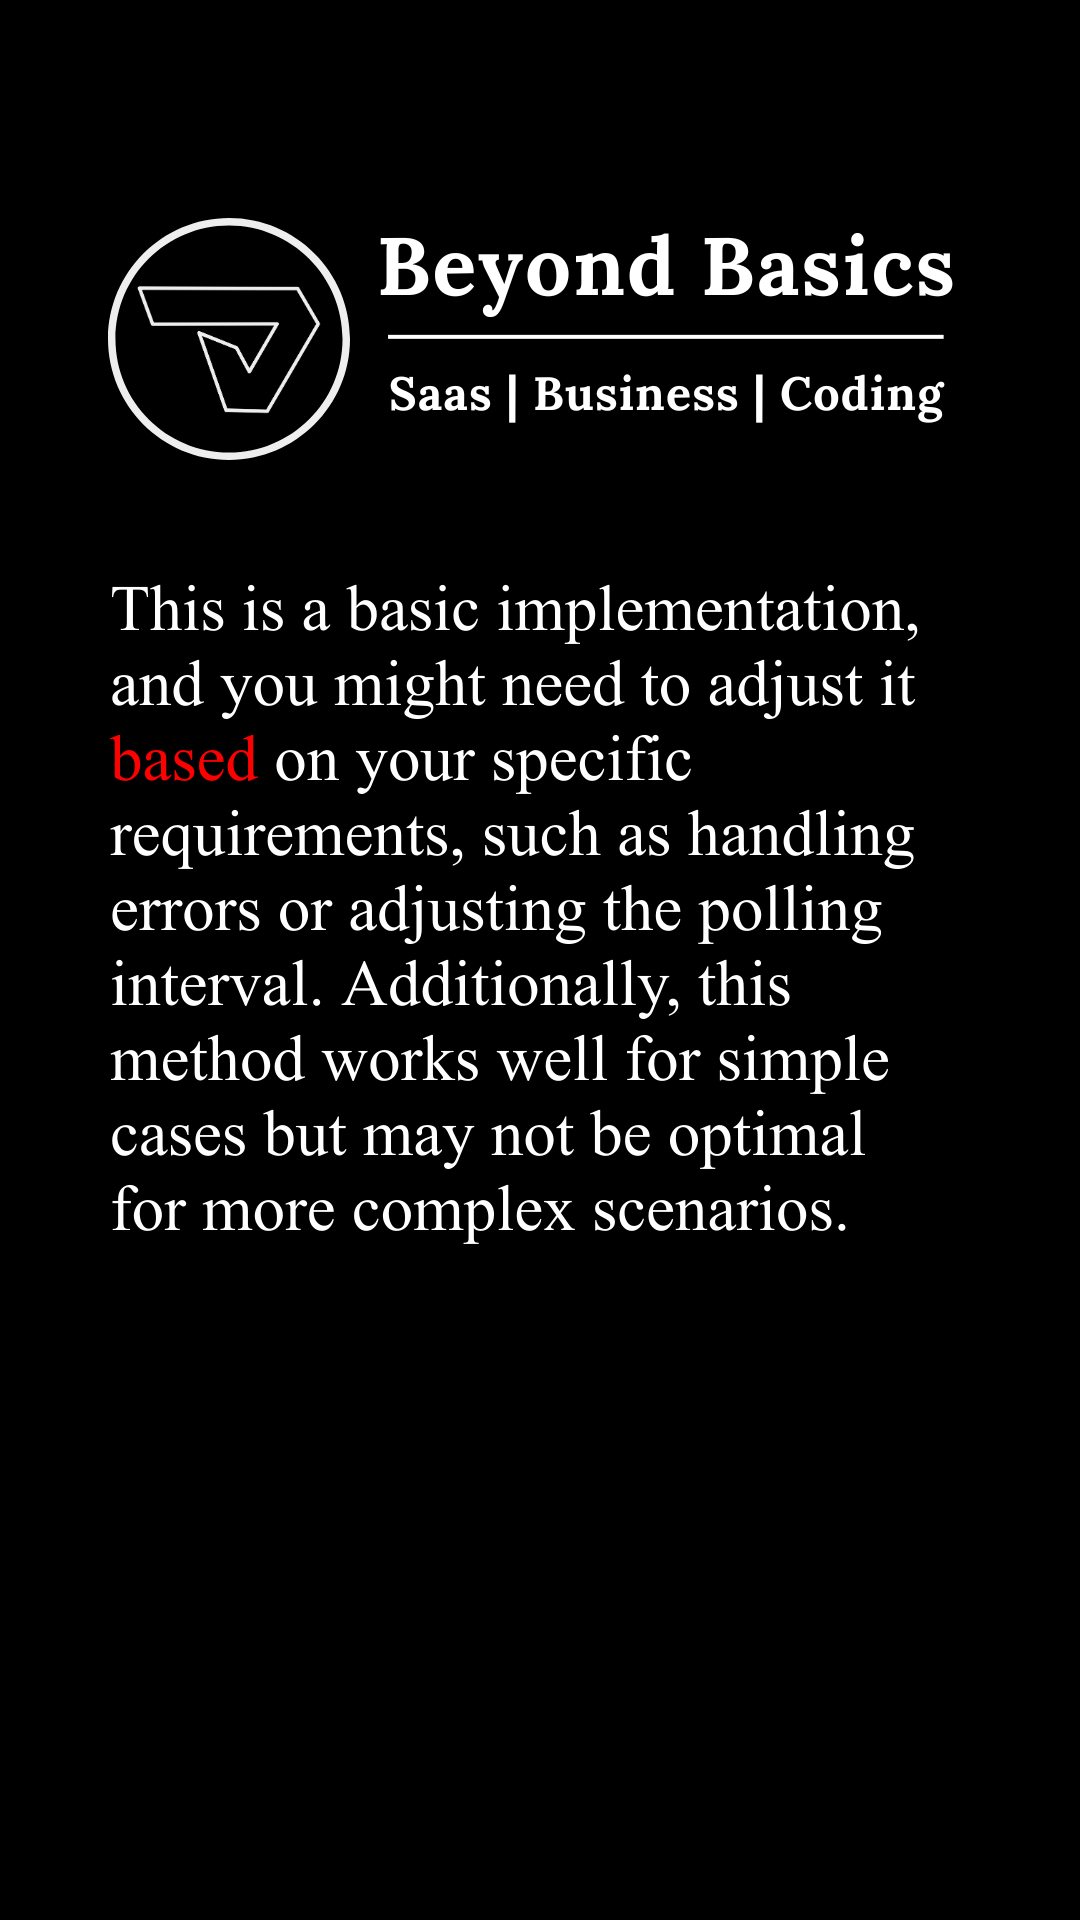 Beyond Basics
Saas | Business | Coding
This is a basic implementation,
and you might need to adjust it
based on your specific
requirements, such as handling
errors or adjusting the polling
interval. Additionally, this
method works well for simple
cases but may not be optimal
for more complex scenarios.